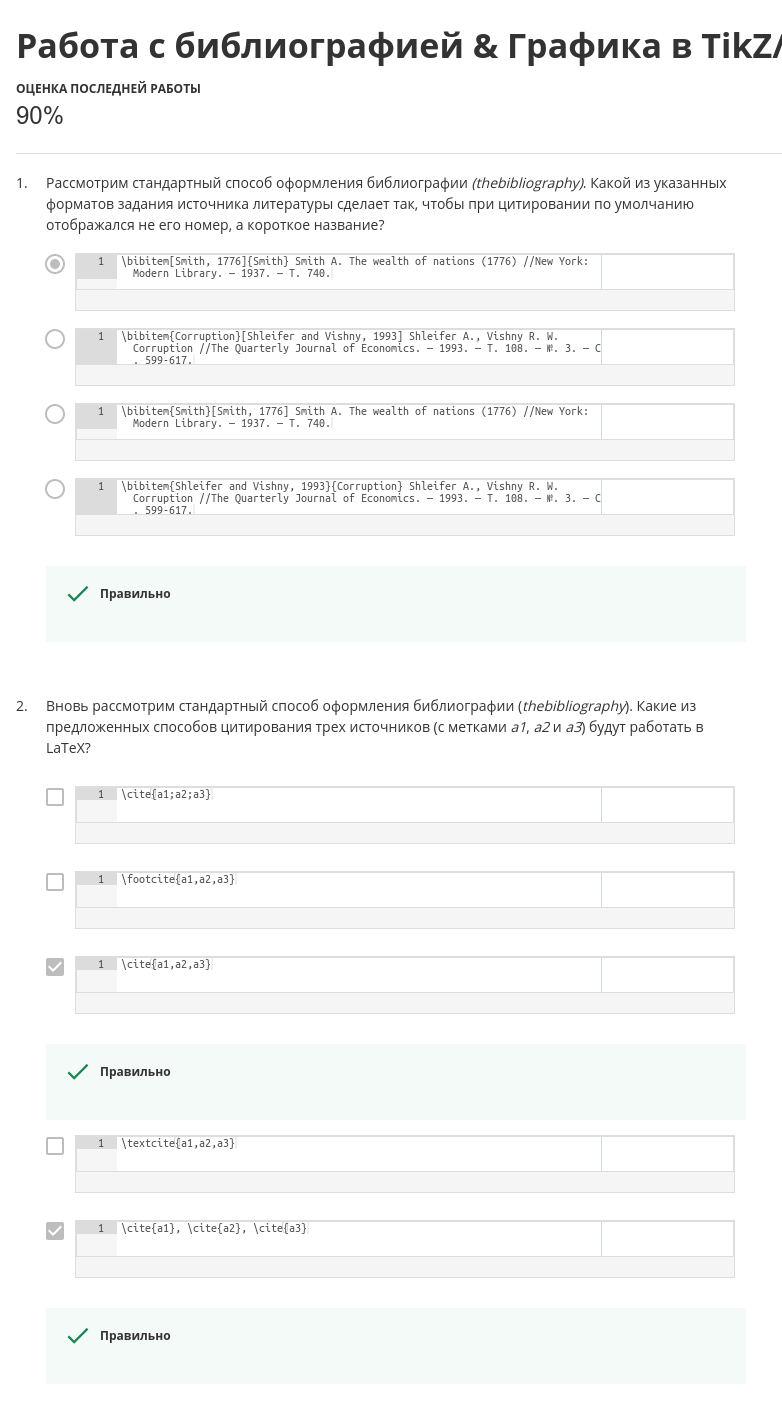 Работа с библиографией & Графика в TikZ/
ОЦЕНКА ПОСЛЕДНЕЙ РАБОТЫ
90%
1. Рассмотрим стандартный способ оформления библиографии (thebibliography). Какой из указанных
форматов задания источника литературы сделает так, чтобы при цитировании по умолчанию
отображался не его номер, а короткое название?
1 \bibitem[Smith, 1776]{Smith} Smith A. The wealth of nations (1776) //New York:
Modern Library. – 1937. – Т. 740.
1 \bibitem{Corruption}[Shleifer and Vishny, 1993] Shleifer A., Vishny R. W.
Corruption //The Quarterly Journal of Economics. – 1993. – Т. 108. – №. 3. – С
. 599-617.
1 \bibitem{Smith}[Smith, 1776] Smith A. The wealth of nations (1776) //New York:
Modern Library. – 1937. – Т. 740.
1 \bibitem{Shleifer and Vishny, 1993}{Corruption} Shleifer A., Vishny R. W.
Corruption //The Quarterly Journal of Economics. – 1993. – Т. 108. – №. 3. – С
. 599-617.
Правильно
2. Вновь рассмотрим стандартный способ оформления библиографии (thebibliography). Какие из
предложенных способов цитирования трех источников (с метками a1, a2 и a3) будут работать в
LaTeX?
1 \cite{a1;a2;a3}
1 \footcite{a1,a2,a3}
1 \cite{a1,a2,a3}
Правильно
1 \textcite{a1,a2,a3}
1 \cite{a1}, \cite{a2}, \cite{a3}
Правильно